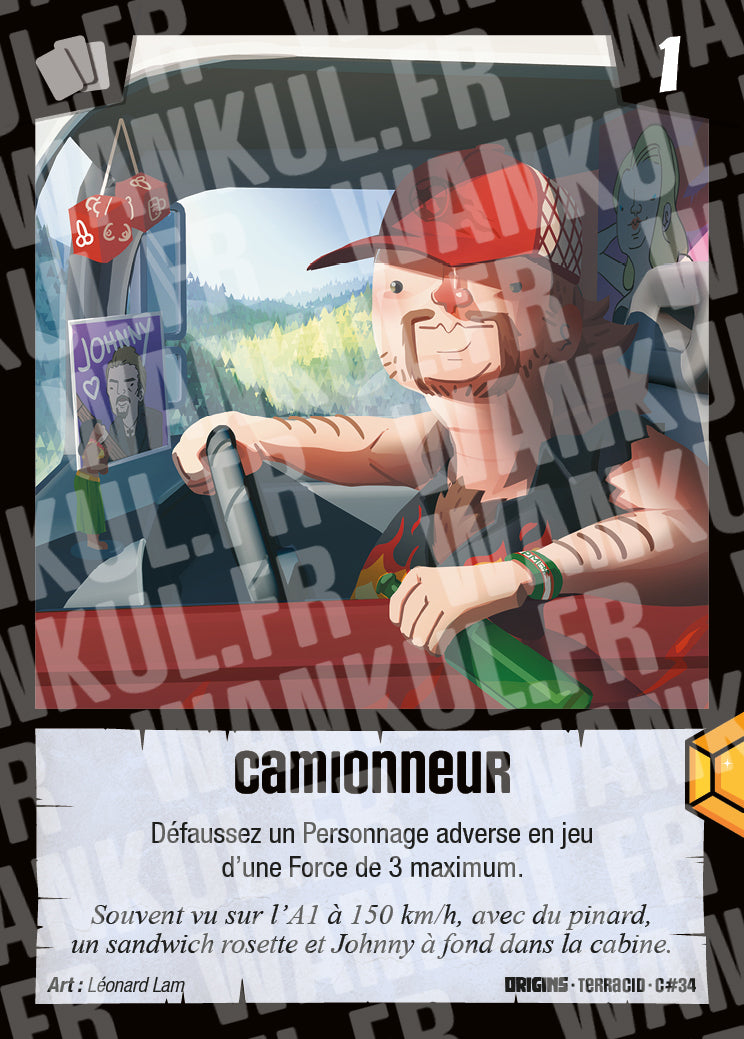 WANKUL.FR
1
JOHNNY
CAMIONNEUR
Défaussez un Personnage adverse en jeu
d'une Force de 3 maximum.
Souvent vu sur l'A1 à 150 km/h, avec du pinard,
un sandwich rosette et Johnny à fond dans la cabine.
Art : Léonard Lam
ORIGINS · TERRACID · C#34